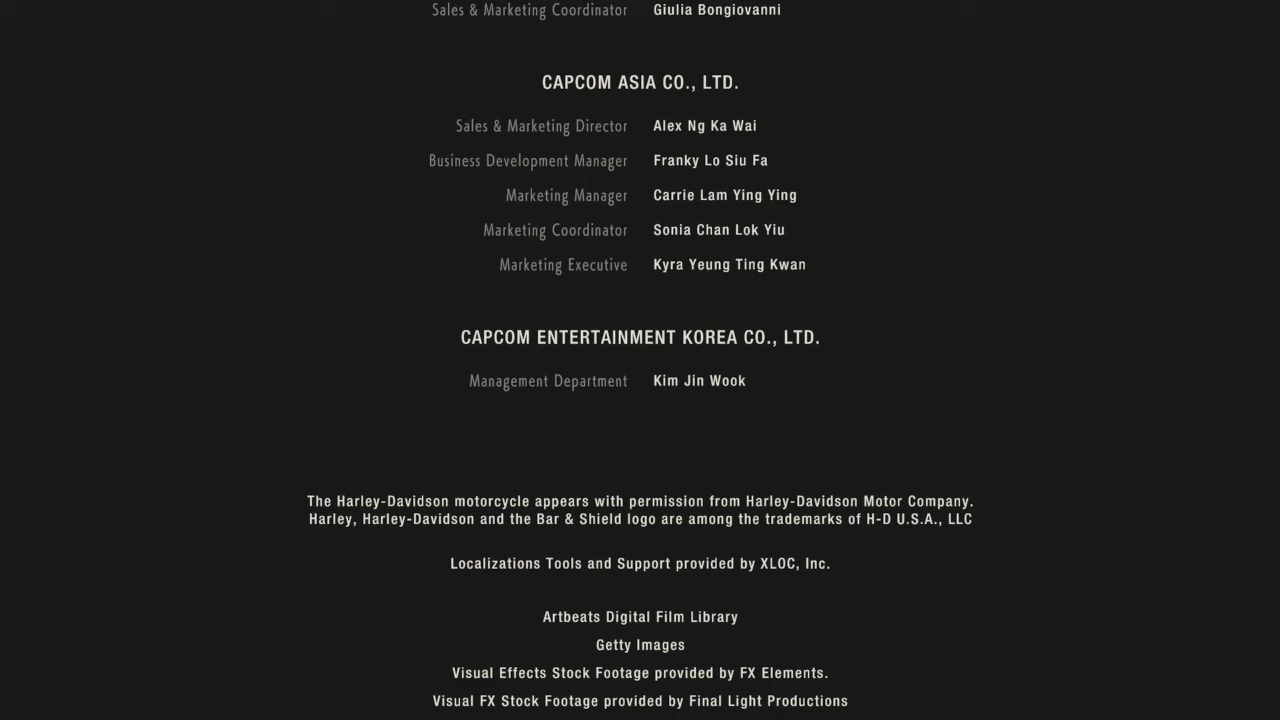 Sales & Marketing Coordinator Giulia Bongiovanni
CAPCOM ASIA CO., LTD.
Sales & Marketing Director Alex Ng Ka Wai
Business Development Manager Franky Lo Siu Fa
Marketing Manager Carrie Lam Ying Ying
Marketing Coordinator Sonia Chan Lok Yiu
Marketing Executive Kyra Yeung Ting Kwan
CAPCOM ENTERTAINMENT KOREA CO., LTD.
Management Department Kim Jin Wook
The Harley-Davidson motorcycle appears with permission from Harley-Davidson Motor Company.
Harley, Harley-Davidson and the Bar & Shield logo are among the trademarks of H-D U.S.A., LLC
Localizations Tools and Support provided by XLOC, Inc.
Artbeats Digital Film Library
Getty Images
Visual Effects Stock Footage provided by FX Elements.
Visual FX Stock Footage provided by Final Light Productions